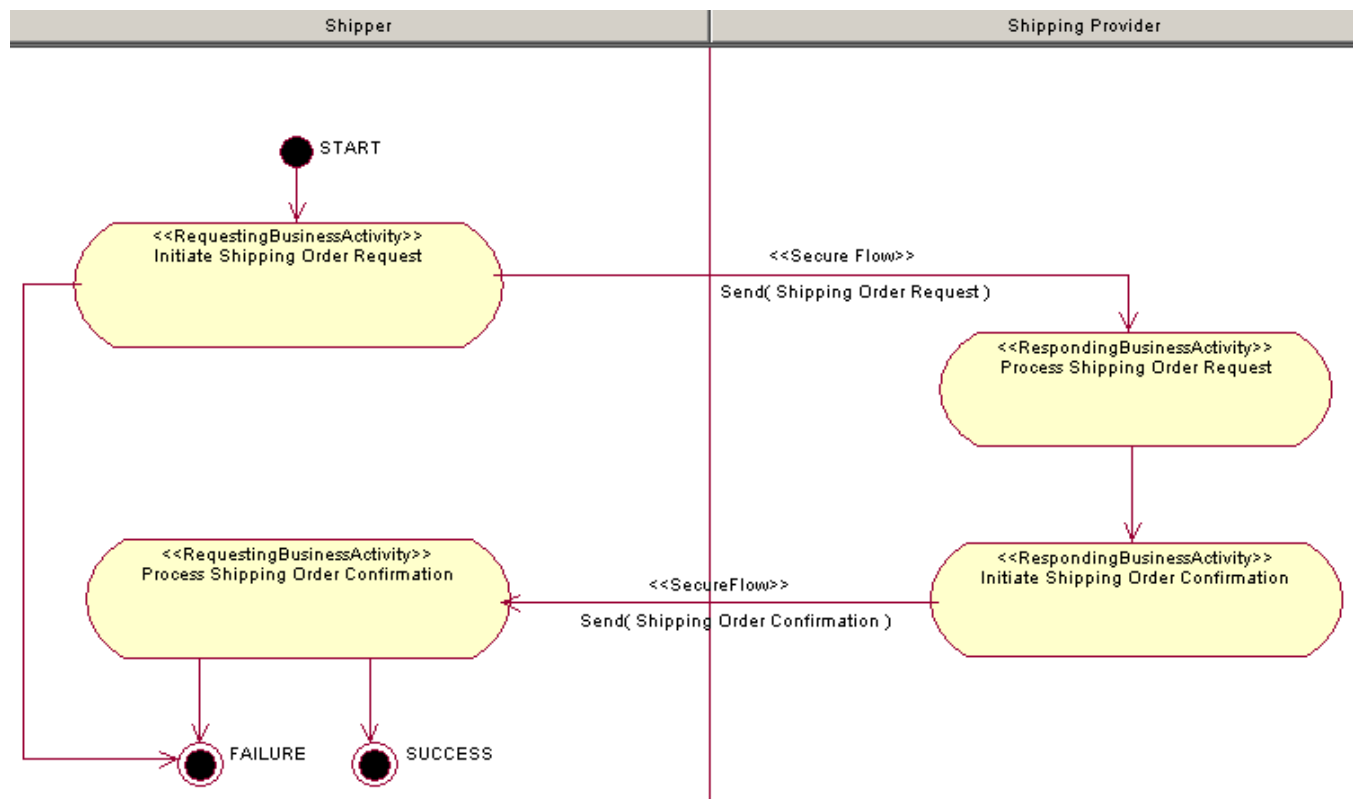 Shipper
Shipping Provider
START
<<RequestingBusinessActivity>>
Initiate Shipping Order Request
<<Secure Flow>>
Send( Shipping Order Request )
<<RespondingBusinessActivity>>
Process Shipping Order Request
<<RequestingBusinessActivity>>
Process Shipping Order Confirmation
<<SecureFlow>>
Send( Shipping Order Confirmation )
<<RespondingBusinessActivity>>
Initiate Shipping Order Confirmation
FAILURE
SUCCESS